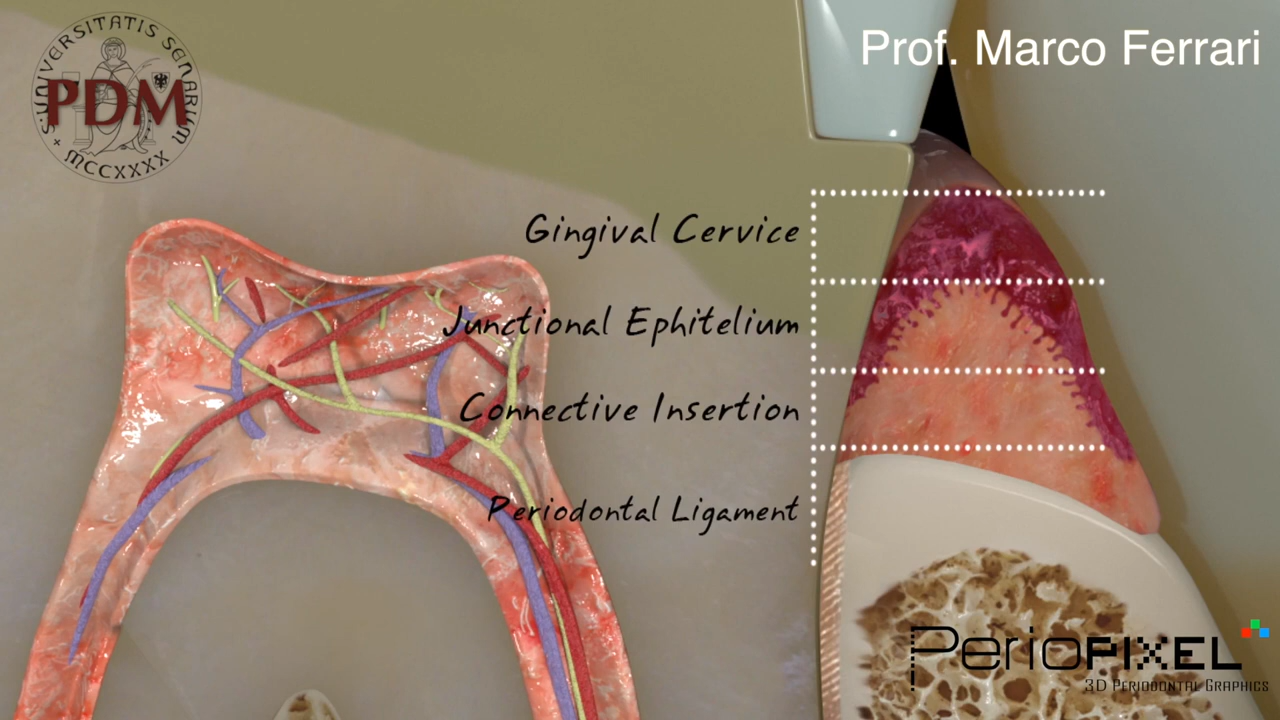 S. UNIVERSITATIS SENARUM
PDM
MCCXXXX
Prof. Marco Ferrari
Gingival Cervice
Junctional Ephitelium
Connective Insertion
Periodontal Ligament
PerioPIXEL
3D Periodontal Graphics